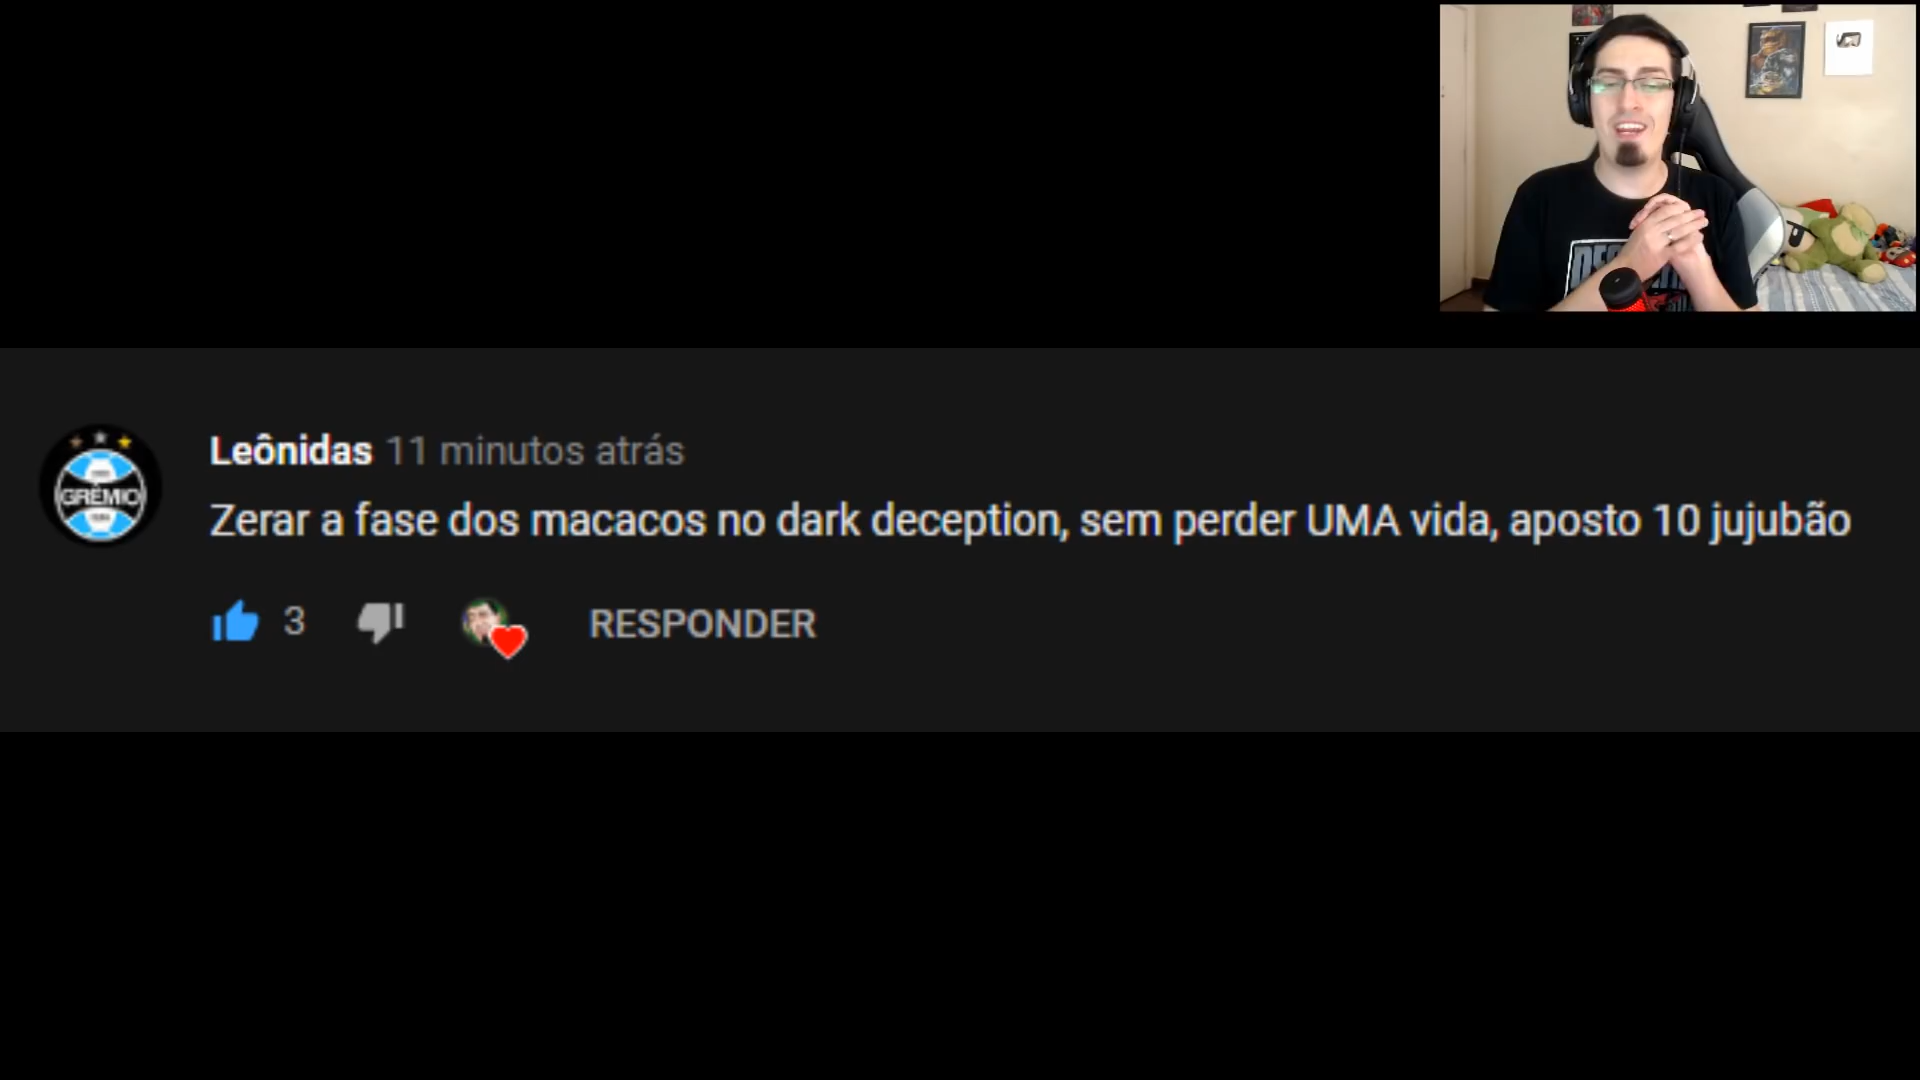 Leônidas 11 minutos atrás
Zerar a fase dos macacos no dark deception, sem perder UMA vida, aposto 10 jujubão
3 RESPONDER
GRÊMIO